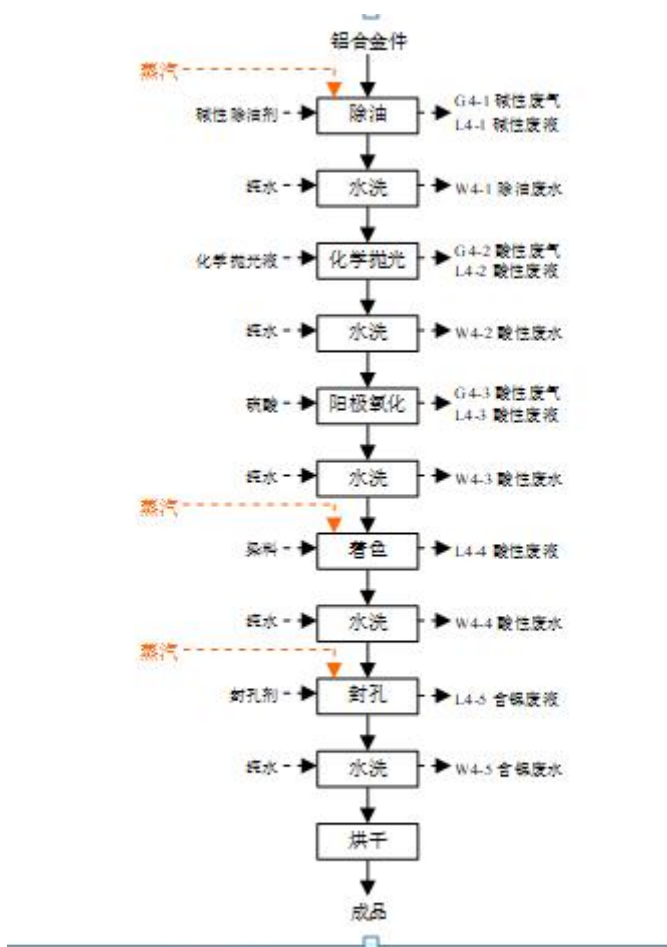 铝合金件
蒸汽
碱性除油剂 除油 G4-1 碱性废气
L4-1 碱性废液
纯水 水洗 W4-1 除油废水
化学抛光液 化学抛光 G4-2 酸性废气
L4-2 酸性废液
纯水 水洗 W4-2 酸性废水
硫酸 阳极氧化 G4-3 酸性废气
L4-3 酸性废液
纯水 水洗 W4-3 酸性废水
蒸汽
染料 着色 L4-4 酸性废液
纯水 水洗 W4-4 酸性废水
蒸汽
封孔剂 封孔 L4-5 含镍废液
纯水 水洗 W4-5 含镍废水
烘干
成品